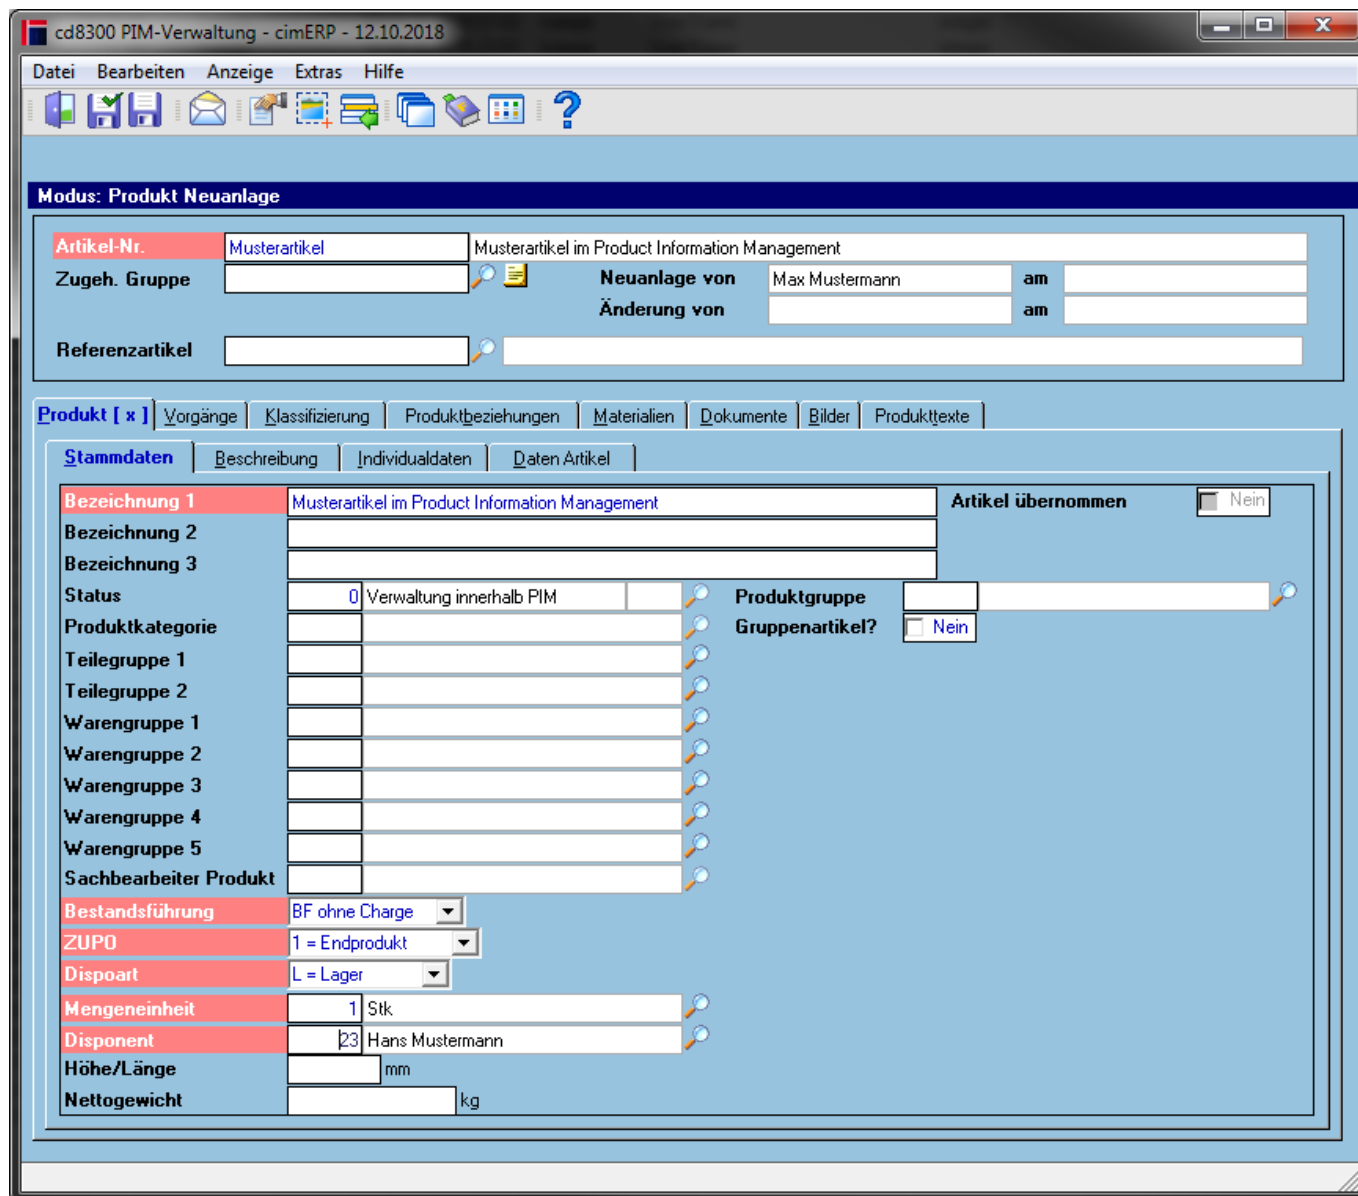 cd8300 PIM-Verwaltung - cimERP - 12.10.2018
Datei Bearbeiten Anzeige Extras Hilfe
Modus: Produkt Neuanlage
Artikel-Nr. Musterartikel Musterartikel im Product Information Management
Zugeh. Gruppe Neuanlage von Max Mustermann am
Änderung von am
Referenzartikel
Produkt [ x ] Vorgänge Klassifizierung Produktbeziehungen Materialien Dokumente Bilder Produkttexte
Stammdaten Beschreibung Individualdaten Daten Artikel
Bezeichnung 1 Musterartikel im Product Information Management Artikel übernommen Nein
Bezeichnung 2
Bezeichnung 3
Status 0 Verwaltung innerhalb PIM Produktgruppe
Produktkategorie Gruppenartikel? Nein
Teilegruppe 1
Teilegruppe 2
Warengruppe 1
Warengruppe 2
Warengruppe 3
Warengruppe 4
Warengruppe 5
Sachbearbeiter Produkt
Bestandsführung BF ohne Charge
ZUPO 1 = Endprodukt
Dispoart L = Lager
Mengeneinheit 1 Stk
Disponent 23 Hans Mustermann
Höhe/Länge mm
Nettogewicht kg